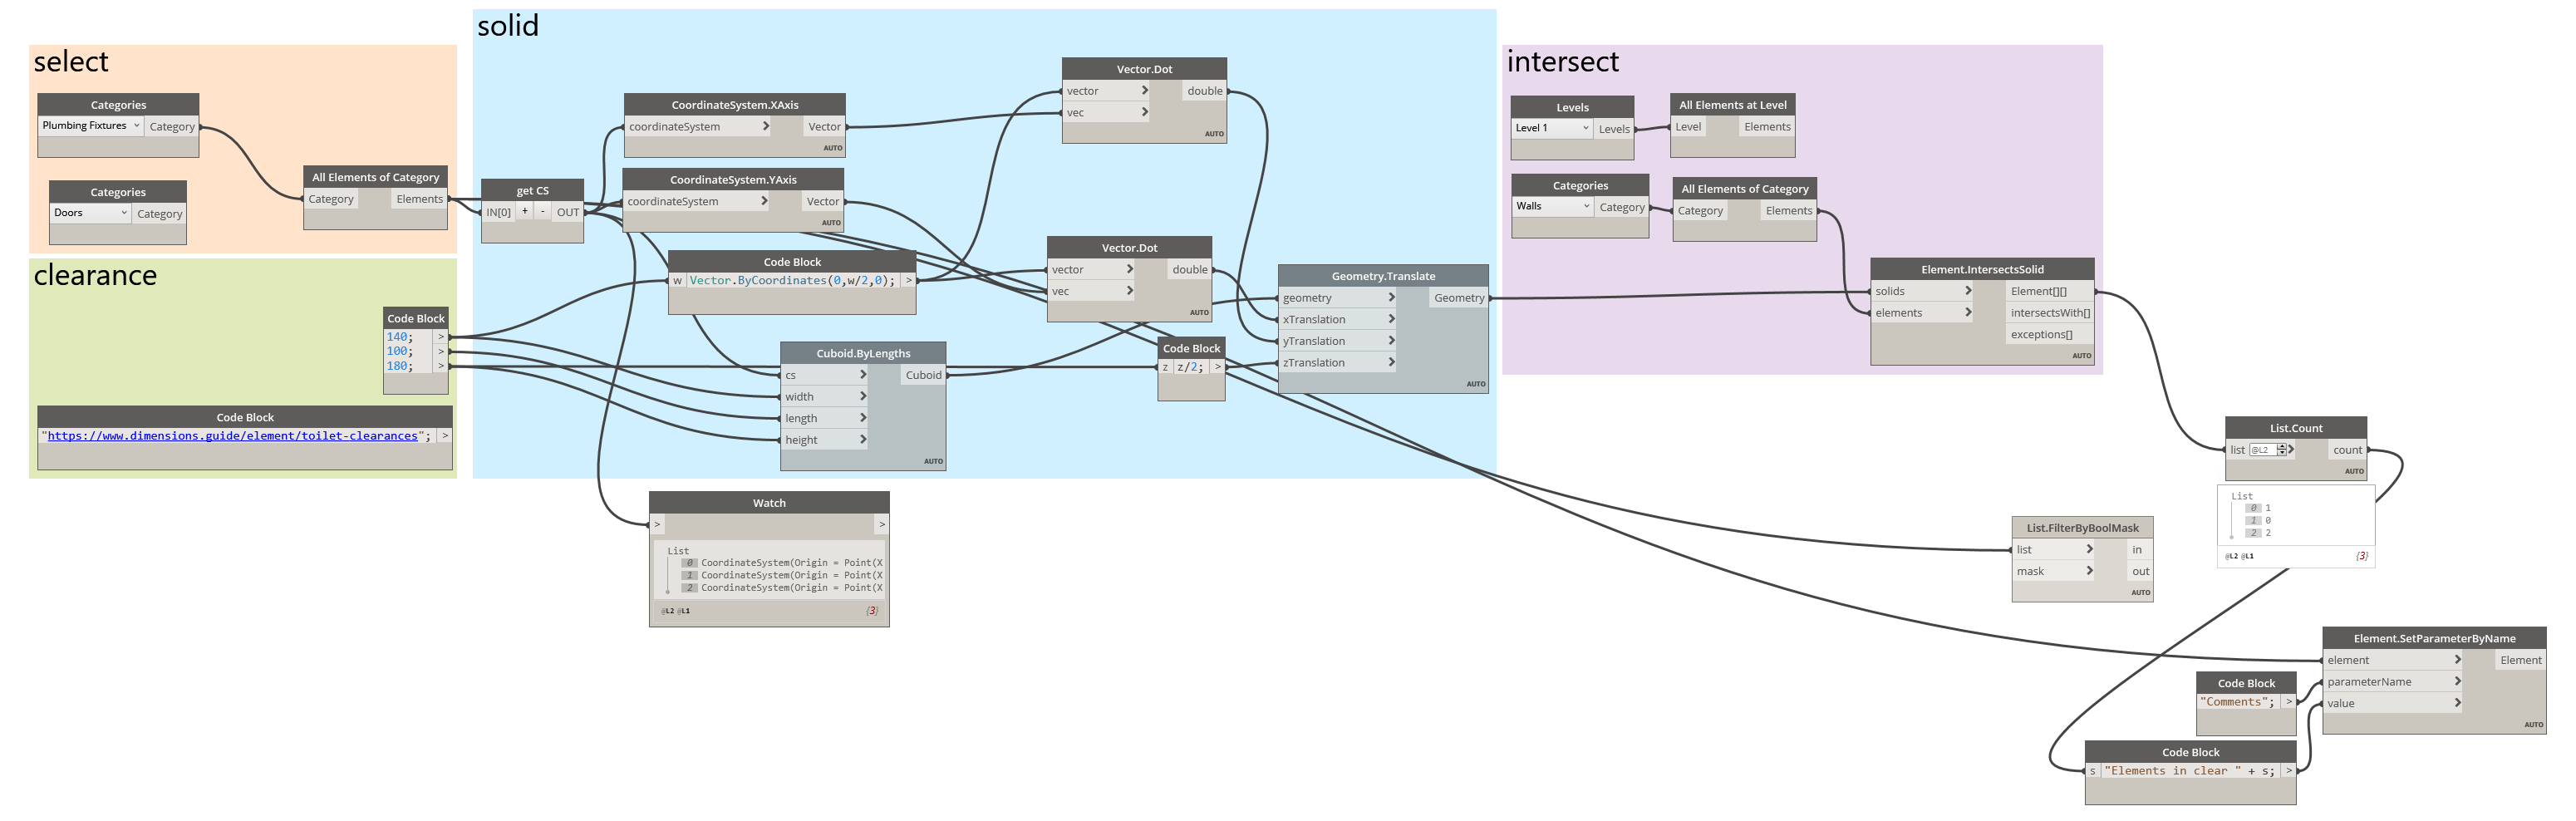 select
Categories
Plumbing Fixtures
Category
Categories
Doors
Category
All Elements of Category
Category
Elements
clearance
Code Block
140;
>
100;
>
180;
>
Code Block
"https://www.dimensions.guide/element/toilet-clearances";
>
solid
get CS
IN[0]
+
-
OUT
CoordinateSystem.XAxis
coordinateSystem
>
Vector
AUTO
CoordinateSystem.YAxis
coordinateSystem
>
Vector
AUTO
Code Block
w
Vector.ByCoordinates(0,w/2,0);
>
Cuboid.ByLengths
cs
>
Cuboid
width
>
length
>
height
>
AUTO
Vector.Dot
vector
>
double
vec
>
AUTO
Vector.Dot
vector
>
double
vec
>
AUTO
Code Block
z
z/2;
>
Geometry.Translate
geometry
>
Geometry
xTranslation
>
yTranslation
>
zTranslation
>
AUTO
Watch
>
>
List
0 CoordinateSystem(Origin = Point(X
1 CoordinateSystem(Origin = Point(X
2 CoordinateSystem(Origin = Point(X
@L2 @L1
{3}
intersect
Levels
Level 1
Levels
All Elements at Level
Level
Elements
Categories
Walls
Category
All Elements of Category
Category
Elements
Element.IntersectsSolid
solids
>
Element[][]
elements
>
intersectsWith[]
exceptions[]
AUTO
List.Count
list
@L2
>
count
AUTO
List
0 1
1 0
2 2
@L2 @L1
{3}
List.FilterByBoolMask
list
>
in
mask
>
out
AUTO
Element.SetParameterByName
element
>
Element
parameterName
>
value
>
AUTO
Code Block
"Comments";
>
Code Block
s
"Elements in clear " + s;
>